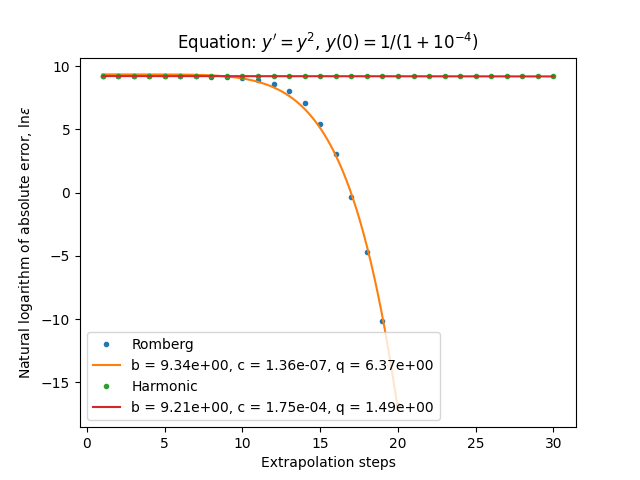 Equation: y′ = y², y(0) = 1/(1 + 10⁻⁴)
Natural logarithm of absolute error, lnε
10
5
0
−5
−10
−15
Romberg
b = 9.34e+00, c = 1.36e-07, q = 6.37e+00
Harmonic
b = 9.21e+00, c = 1.75e-04, q = 1.49e+00
0 5 10 15 20 25 30
Extrapolation steps